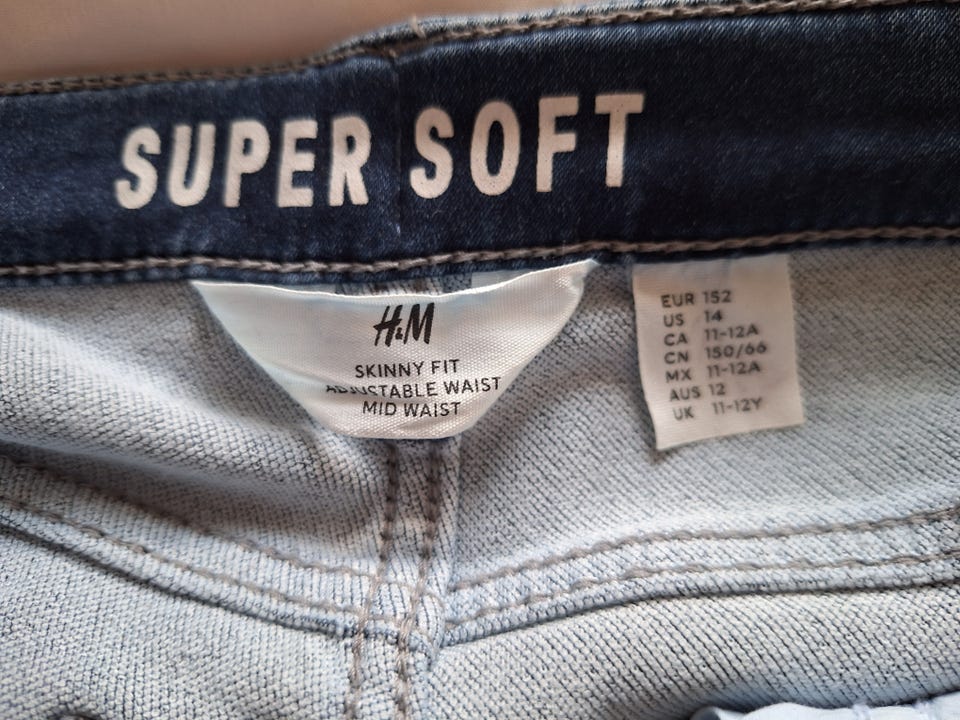 SUPER SOFT
H&M
SKINNY FIT
ADJUSTABLE WAIST
MID WAIST
EUR 152
US 14
CA 11-12A
CN 150/66
MX 11-12A
AUS 12
UK 11-12Y